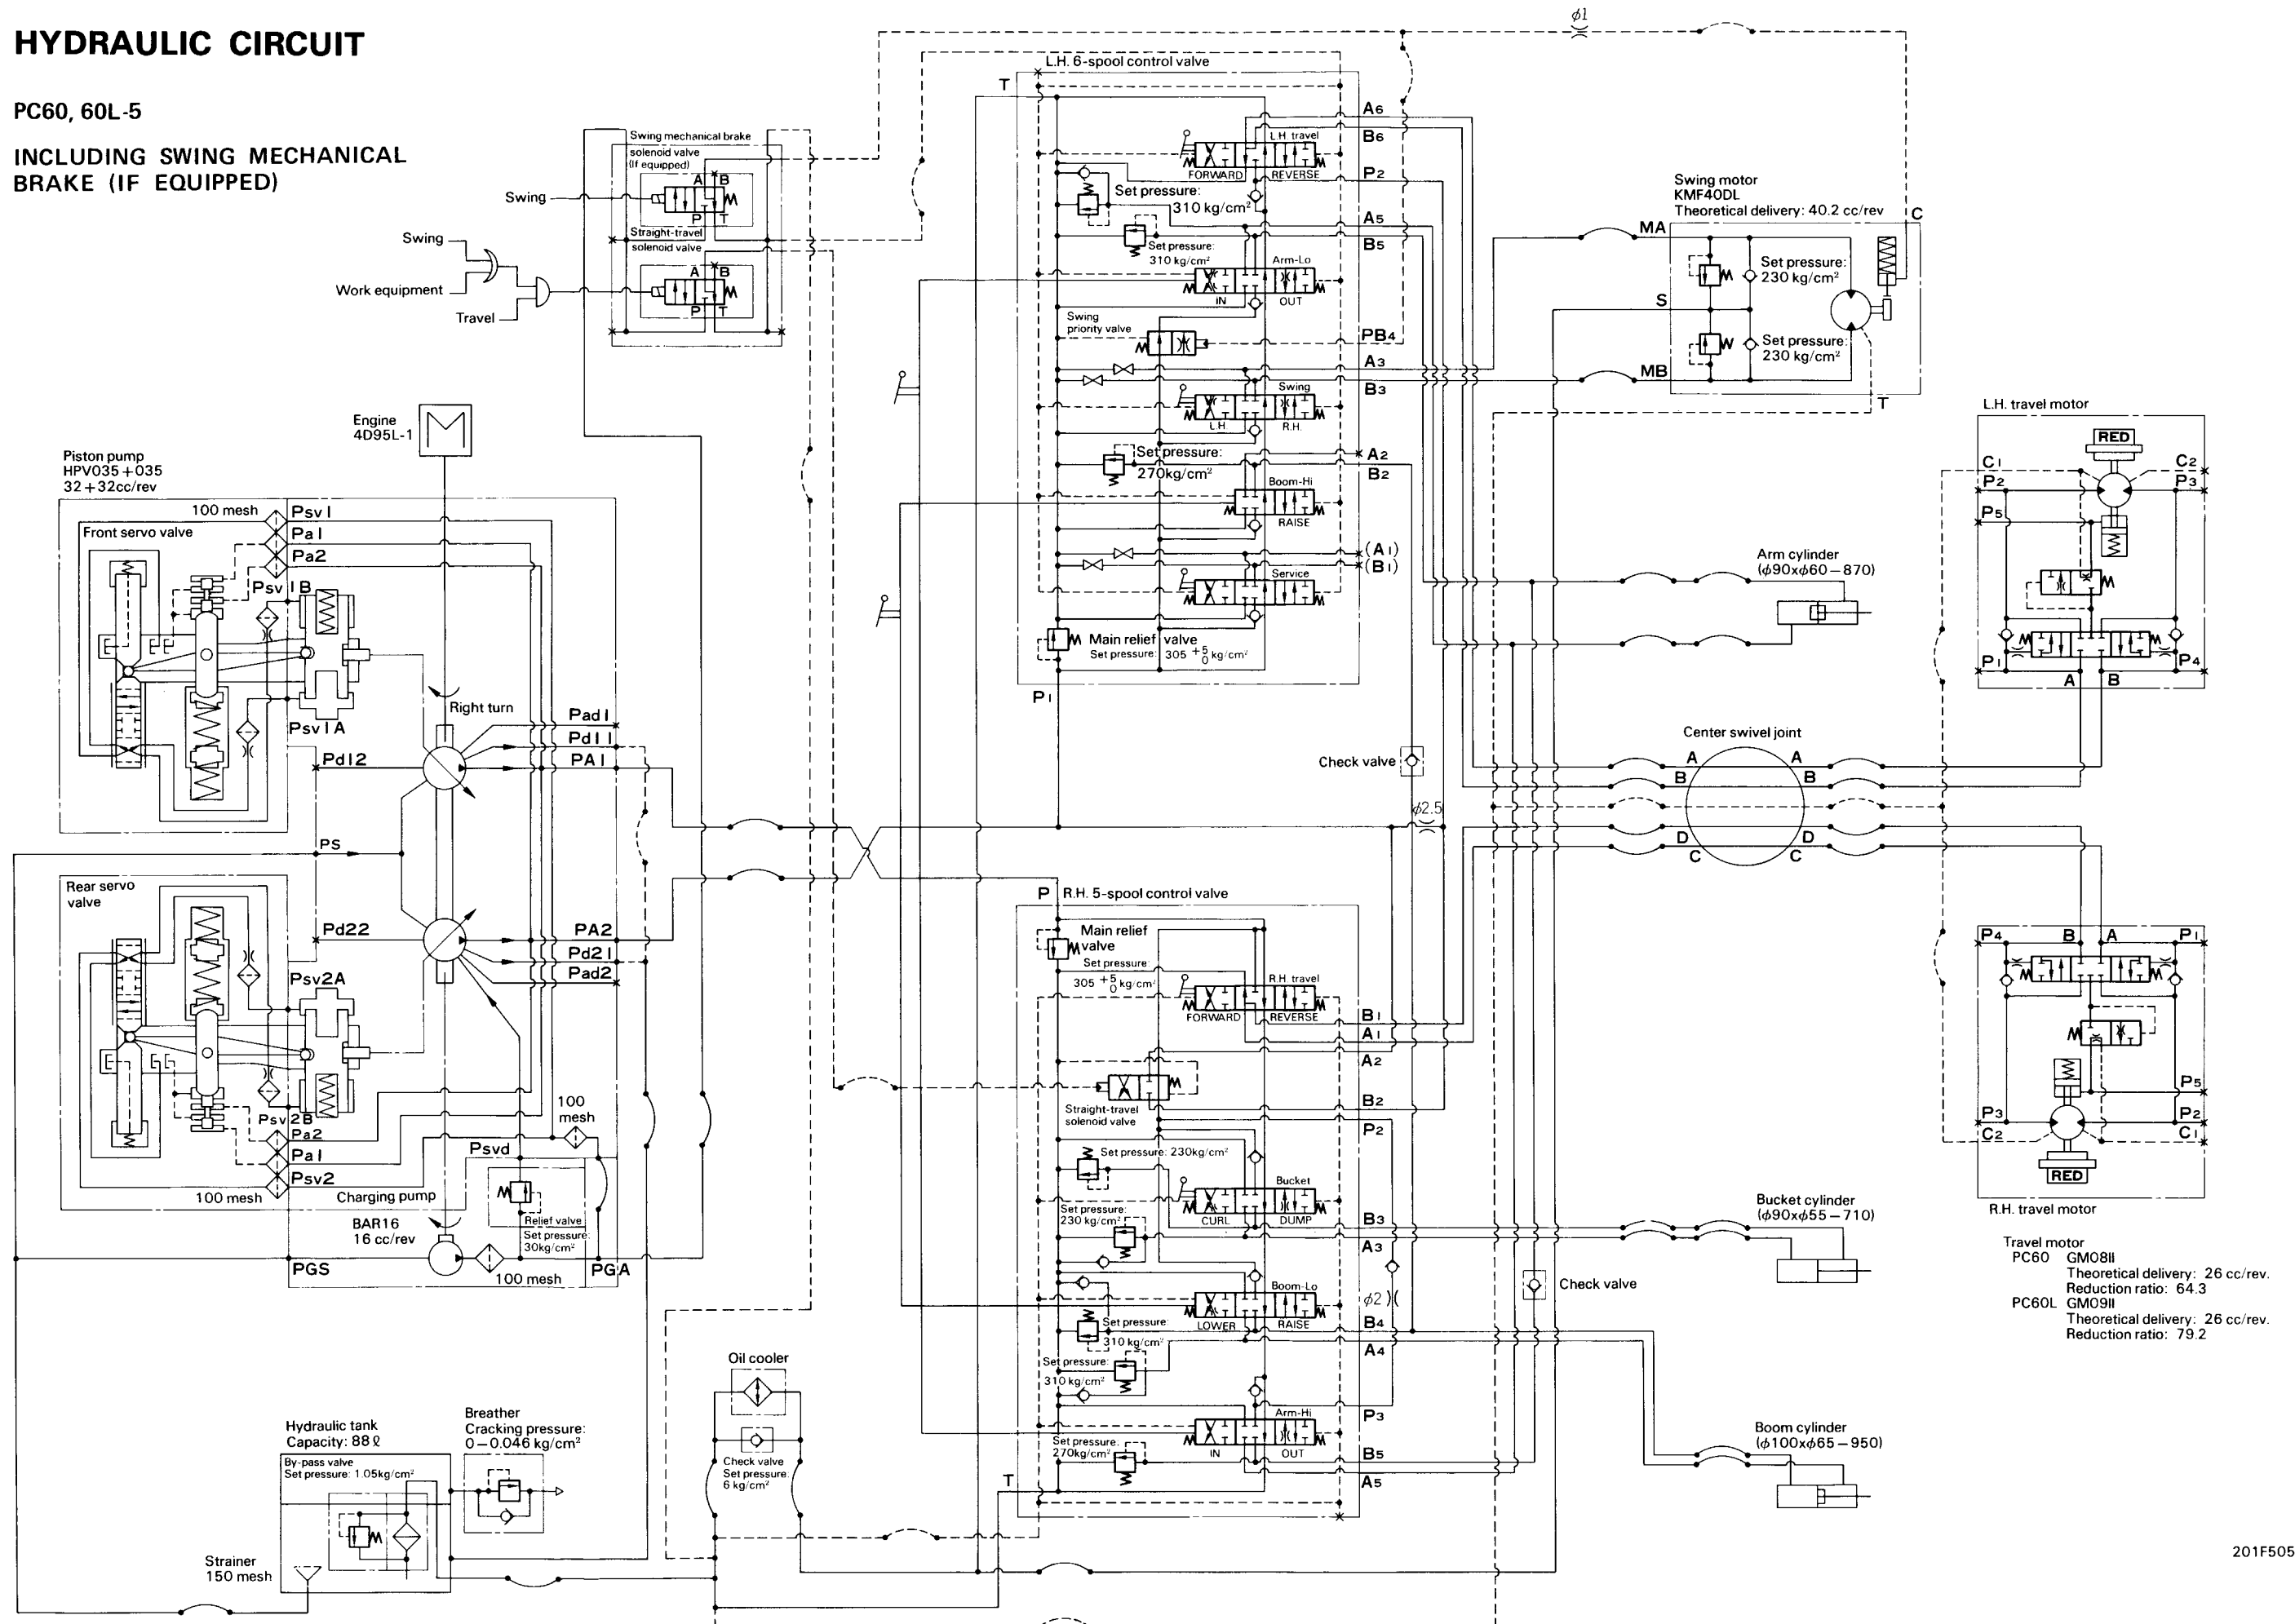 HYDRAULIC CIRCUIT
PC60, 60L-5
INCLUDING SWING MECHANICAL
BRAKE (IF EQUIPPED)
Swing mechanical brake
solenoid valve
(If equipped)
A B
P T
Swing
Straight-travel
solenoid valve
A B
P T
Swing
Work equipment
Travel
Engine
4D95L-1
Piston pump
HPV035+035
32+32cc/rev
100 mesh
Front servo valve
Psv1
Pa1
Pa2
Psv1B
Psv1A
Right turn
Pad1
Pd11
PA1
Pd12
PS
Rear servo
valve
Pd22
PA2
Pd21
Pad2
Psv2A
Psv2B
Pa2
Pa1
Psv2
100 mesh
100
mesh
Psvd
Charging pump
BAR16
16 cc/rev
Relief valve
Set pressure:
30kg/cm²
PGS
100 mesh
PGA
Oil cooler
Check valve
Set pressure:
6 kg/cm²
Hydraulic tank
Capacity: 88ℓ
By-pass valve
Set pressure: 1.05kg/cm²
Breather
Cracking pressure:
0–0.046 kg/cm²
Strainer
150 mesh
φ1
L.H. 6-spool control valve
T
A6
B6
L.H. travel
FORWARD REVERSE
P2
Set pressure:
310 kg/cm²
A5
B5
Set pressure:
310 kg/cm²
Arm-Lo
IN OUT
Swing
priority valve
PB4
A3
B3
Swing
L.H R.H.
Set pressure:
270kg/cm²
A2
B2
Boom-Hi
RAISE
(A1)
(B1)
Service
Main relief valve
Set pressure: 305 +5 0 kg/cm²
P1
Check valve
φ2.5
P
R.H. 5-spool control valve
Main relief
valve
Set pressure:
305 +5 0 kg/cm²
R.H. travel
FORWARD REVERSE
B1
A1
A2
Straight-travel
solenoid valve
B2
P2
Set pressure: 230kg/cm²
Bucket
CURL DUMP
Set pressure:
230 kg/cm²
B3
A3
Boom-Lo
LOWER RAISE
φ2
Set pressure:
310 kg/cm²
B4
A4
Set pressure:
310 kg/cm²
Arm-Hi
IN OUT
P3
Set pressure:
270kg/cm²
B5
A5
T
Check valve
Swing motor
KMF40DL
Theoretical delivery: 40.2 cc/rev
C
MA
Set pressure:
230 kg/cm²
S
Set pressure:
230 kg/cm²
MB
T
Arm cylinder
(φ90xφ60–870)
Center swivel joint
A A
B B
D D
C C
L.H. travel motor
RED
C1 C2
P2 P3
P5
P1 P4
A B
P4 B A P1
P5
P3 P2
C2 C1
RED
R.H. travel motor
Bucket cylinder
(φ90xφ55–710)
Boom cylinder
(φ100xφ65–950)
Travel motor
PC60 GM08II
Theoretical delivery: 26 cc/rev.
Reduction ratio: 64.3
PC60L GM09II
Theoretical delivery: 26 cc/rev.
Reduction ratio: 79.2
201F505